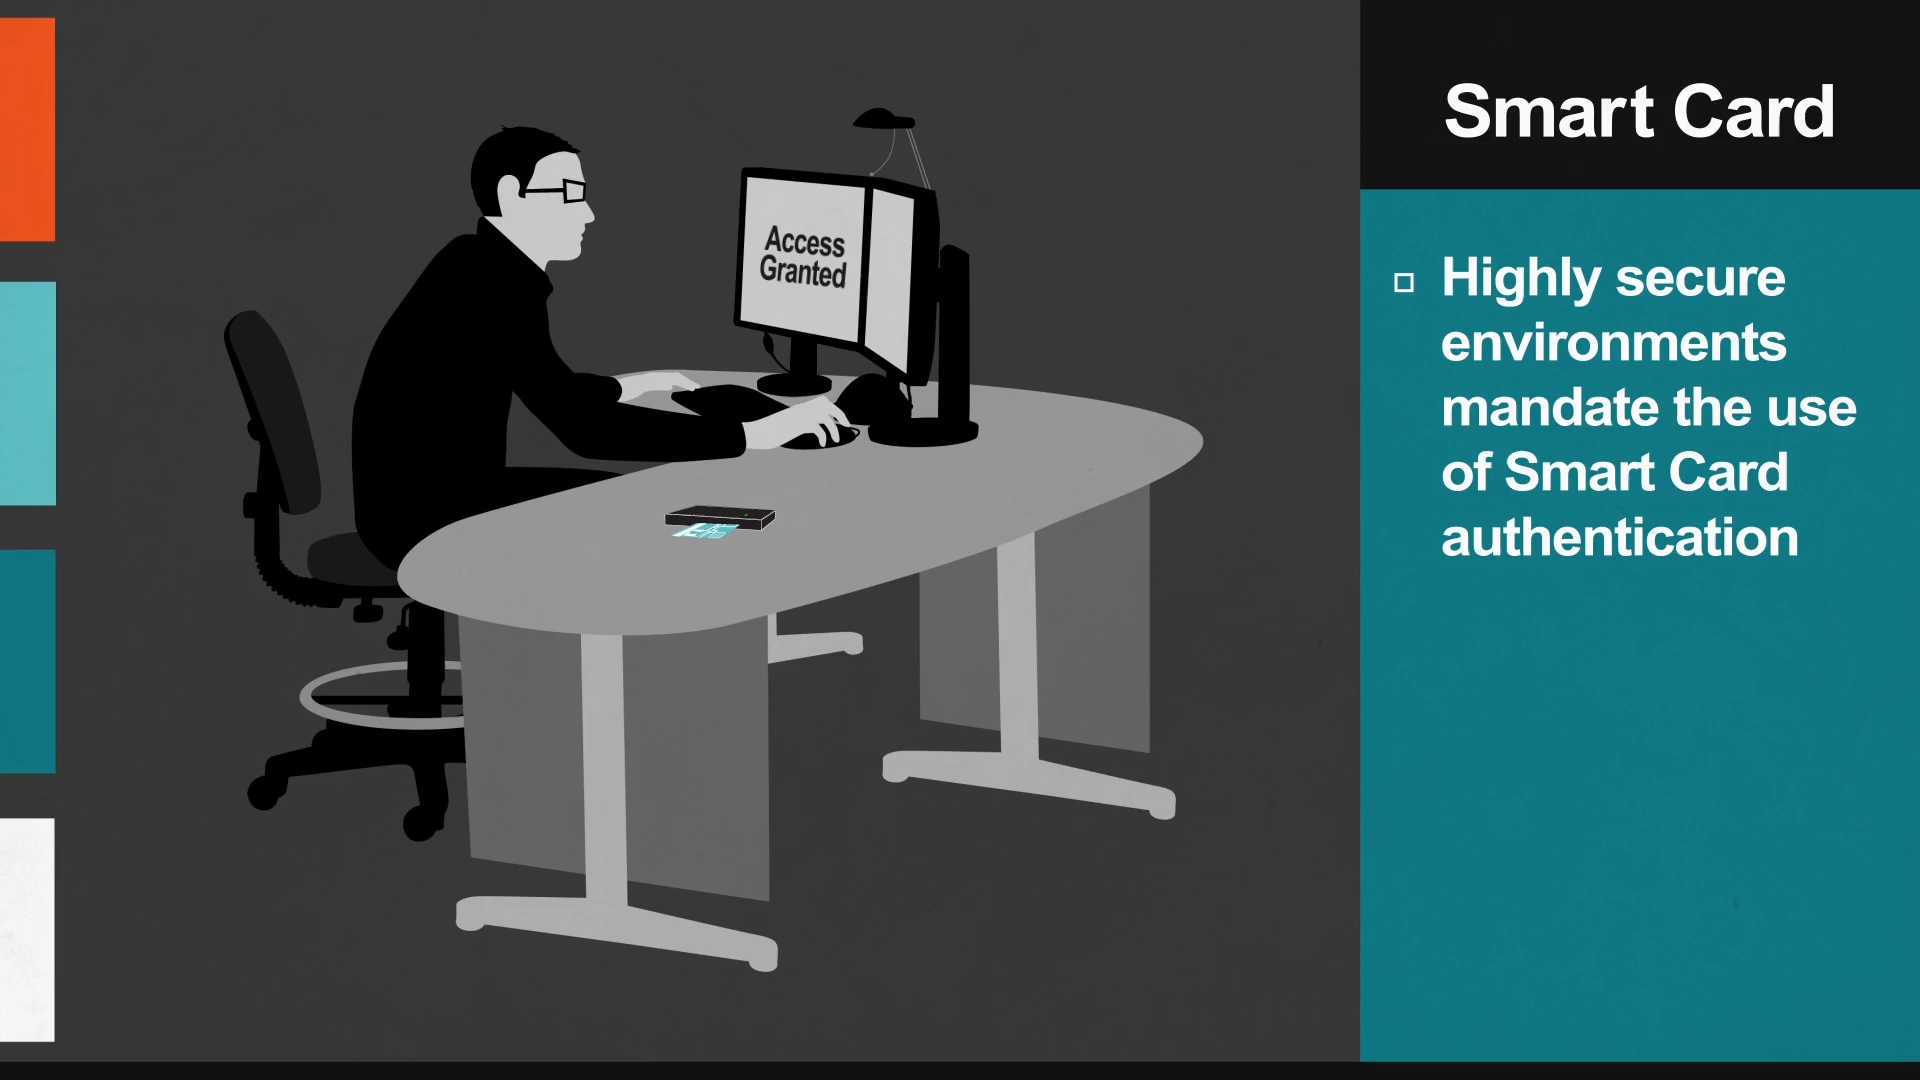 Smart Card
Access
Granted
Highly secure
environments
mandate the use
of Smart Card
authentication